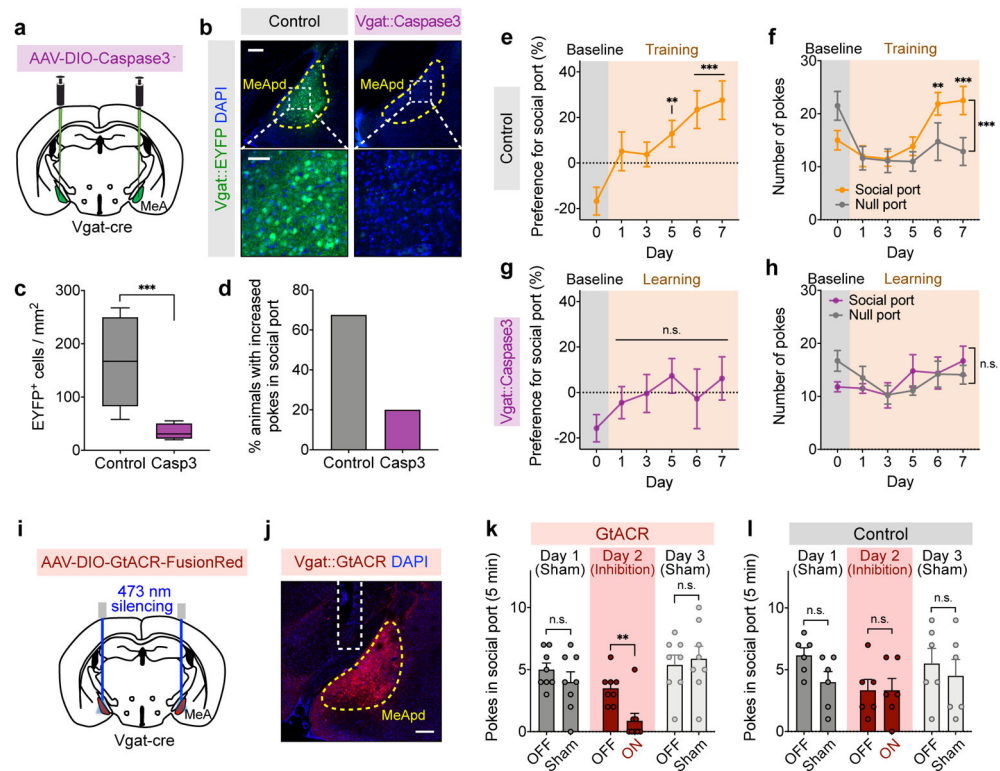 a
AAV-DIO-Caspase3
MeA
Vgat-cre
b
Control
Vgat::Caspase3
Vgat::EYFP DAPI
MeApd
MeApd
c
EYFP+ cells / mm2
300
200
100
0
***
Control
Casp3
d
% animals with increased
pokes in social port
80
60
40
20
0
Control Casp3
e
Control
Preference for social port (%)
Baseline
Training
40
20
0
-20
**
***
0 1 3 5 6 7
Day
f
Number of pokes
Baseline
Training
30
20
10
0
**
***
***
Social port
Null port
0 1 3 5 6 7
Day
g
Vgat::Caspase3
Preference for social port (%)
Baseline
Learning
40
20
0
-20
n.s.
0 1 3 5 6 7
Day
h
Number of pokes
Baseline
Learning
30
20
10
0
Social port
Null port
n.s.
0 1 3 5 6 7
Day
i
AAV-DIO-GtACR-FusionRed
473 nm
silencing
MeA
Vgat-cre
j
Vgat::GtACR DAPI
MeApd
k
GtACR
Pokes in social port (5 min)
Day 1
(Sham)
Day 2
(Inhibition)
Day 3
(Sham)
10
5
0
n.s.
**
n.s.
OFF
Sham
OFF
ON
OFF
Sham
l
Control
Pokes in social port (5 min)
Day 1
(Sham)
Day 2
(Inhibition)
Day 3
(Sham)
10
5
0
n.s.
n.s.
n.s.
OFF
Sham
OFF
ON
OFF
Sham